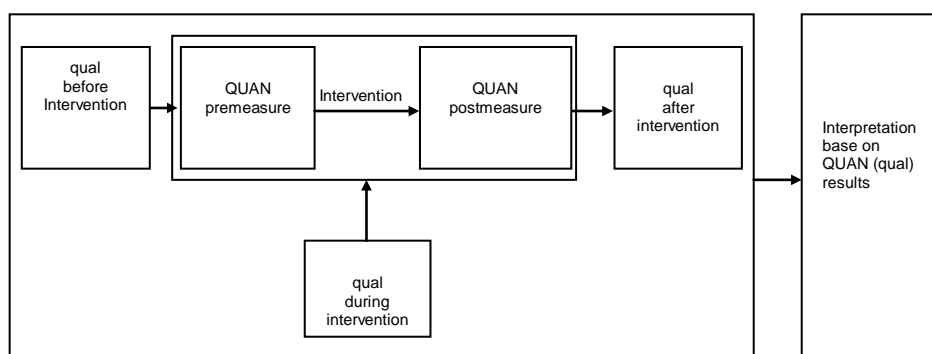 qual
before
Intervention
QUAN
premeasure
Intervention
QUAN
postmeasure
qual
after
intervention
qual
during
intervention
Interpretation
base on
QUAN (qual)
results